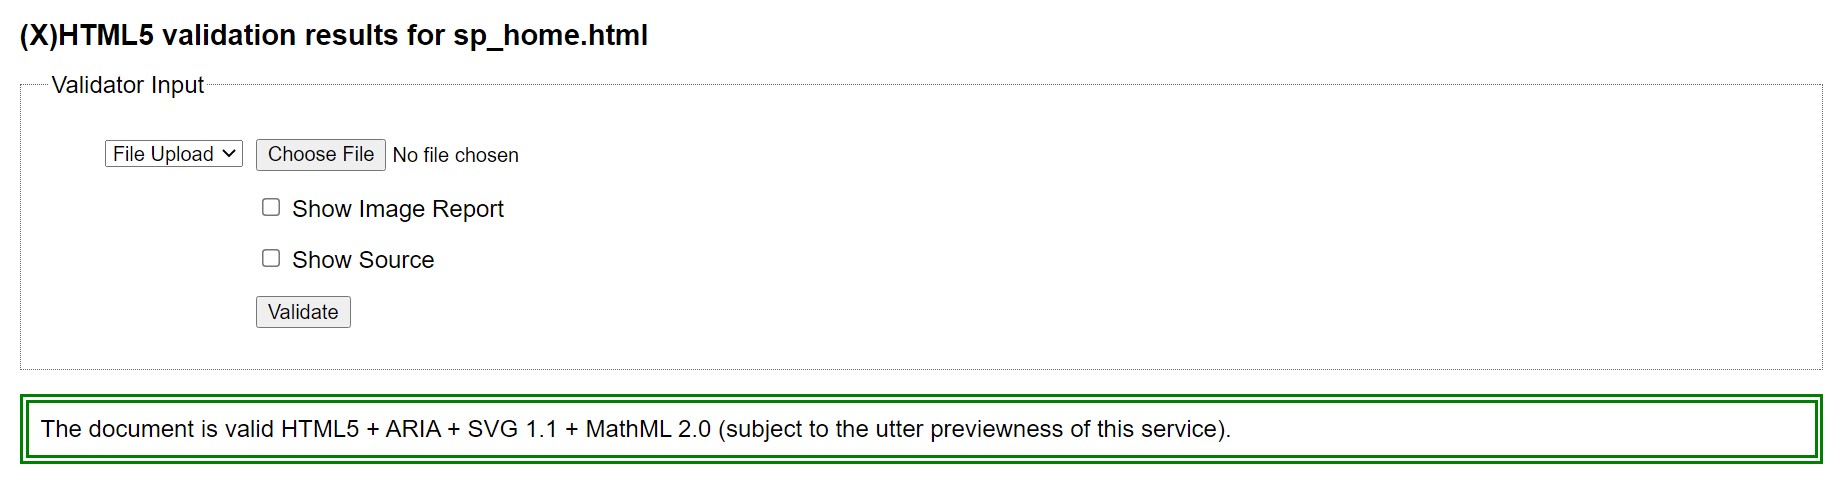 (X)HTML5 validation results for sp_home.html
Validator Input
File Upload Choose File No file chosen
Show Image Report
Show Source
Validate
The document is valid HTML5 + ARIA + SVG 1.1 + MathML 2.0 (subject to the utter previewness of this service).